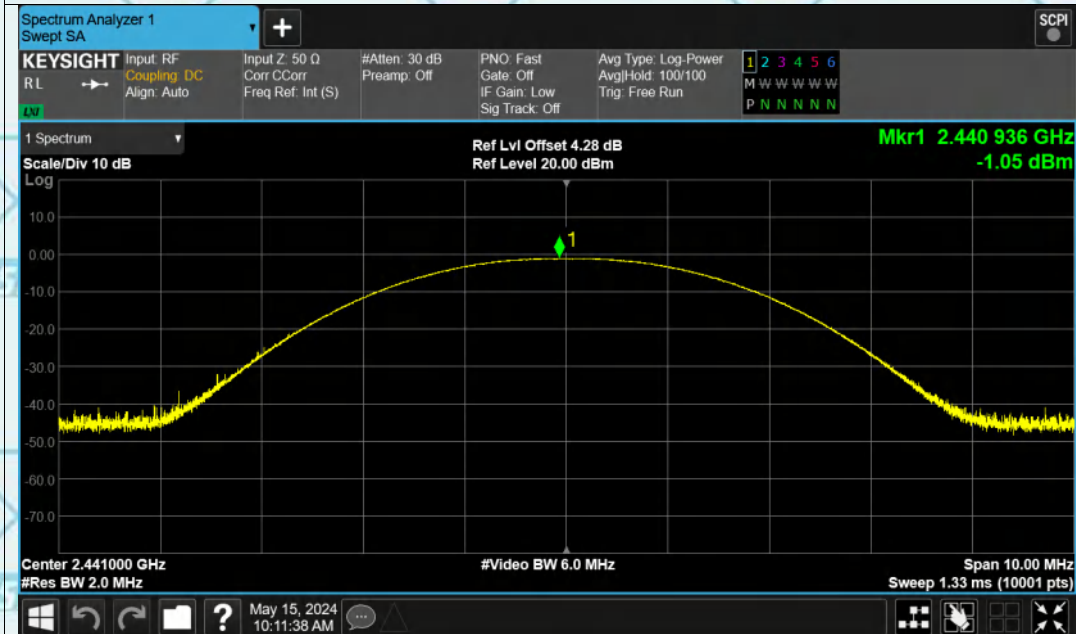 Spectrum Analyzer 1
Swept SA
+
SCPI
KEYSIGHT
RL
LXI
Input: RF
Coupling: DC
Align: Auto
Input Z: 50 Ω
Corr CCorr
Freq Ref: Int (S)
#Atten: 30 dB
Preamp: Off
PNO: Fast
Gate: Off
IF Gain: Low
Sig Track: Off
Avg Type: Log-Power
Avg|Hold: 100/100
Trig: Free Run
1 2 3 4 5 6
M W W W W W
P N N N N N
1 Spectrum
Scale/Div 10 dB
Log
Ref Lvl Offset 4.28 dB
Ref Level 20.00 dBm
Mkr1 2.440 936 GHz
-1.05 dBm
1
10.0
0.00
-10.0
-20.0
-30.0
-40.0
-50.0
-60.0
-70.0
Center 2.441000 GHz
#Res BW 2.0 MHz
#Video BW 6.0 MHz
Span 10.00 MHz
Sweep 1.33 ms (10001 pts)
?
May 15, 2024
10:11:38 AM